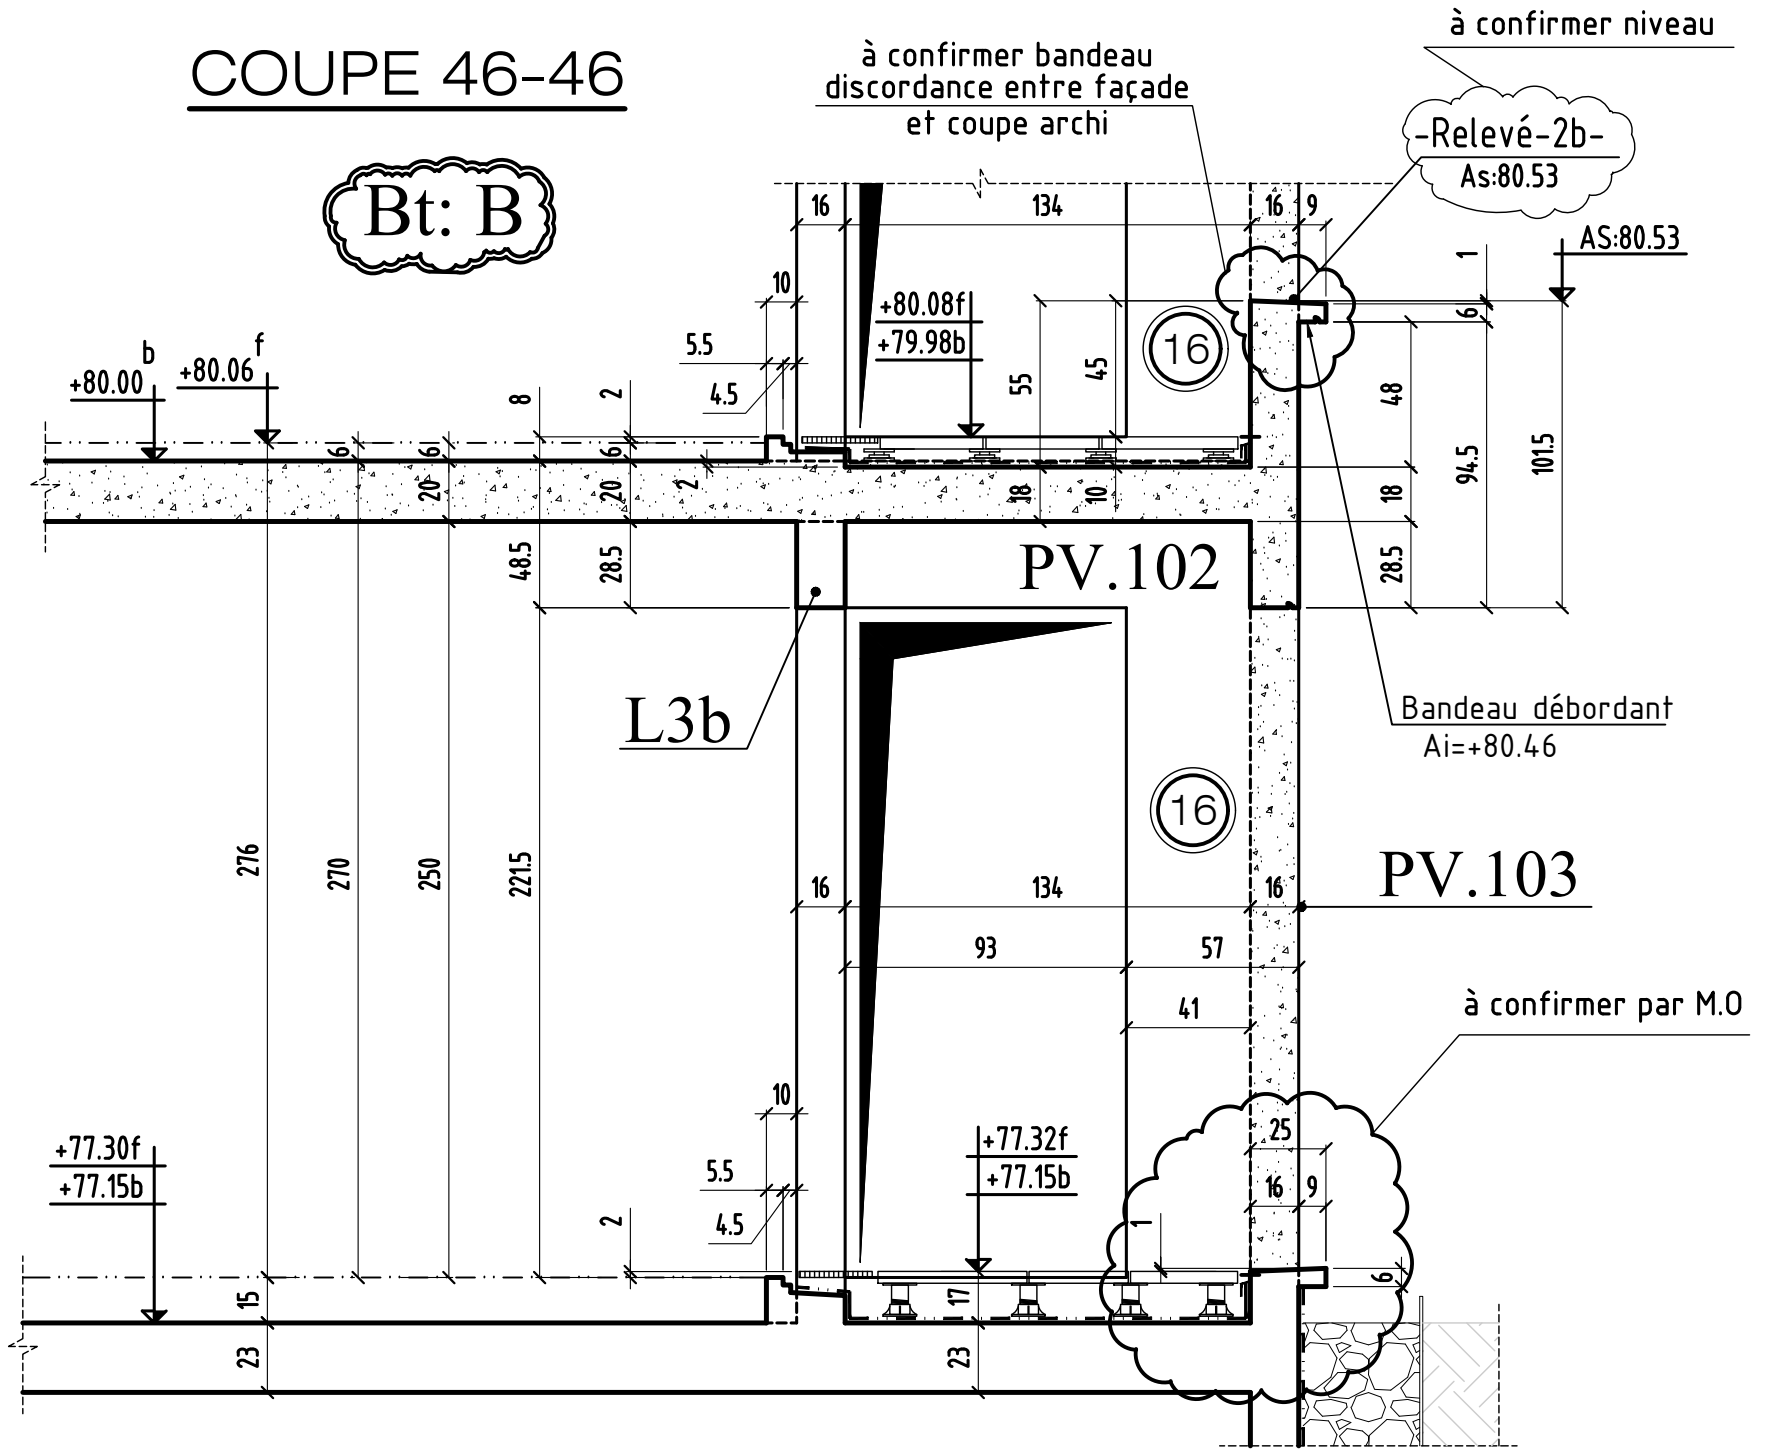 COUPE 46-46
Bt: B
à confirmer bandeau
discordance entre façade
et coupe archi
à confirmer niveau
-Relevé-2b-
As:80.53
AS:80.53
16
134
16
9
1
10
+80.08f
+79.98b
16
6
5.5
4.5
55
45
48
94.5
101.5
b
f
+80.00
+80.06
8
2
6
6
6
20
20
2
18
10
18
48.5
28.5
28.5
PV.102
L3b
Bandeau débordant
Ai=+80.46
16
276
270
250
221.5
16
134
16
PV.103
93
57
41
à confirmer par M.O
10
25
+77.30f
+77.15b
+77.32f
+77.15b
5.5
4.5
16
9
2
1
6
15
17
23
23